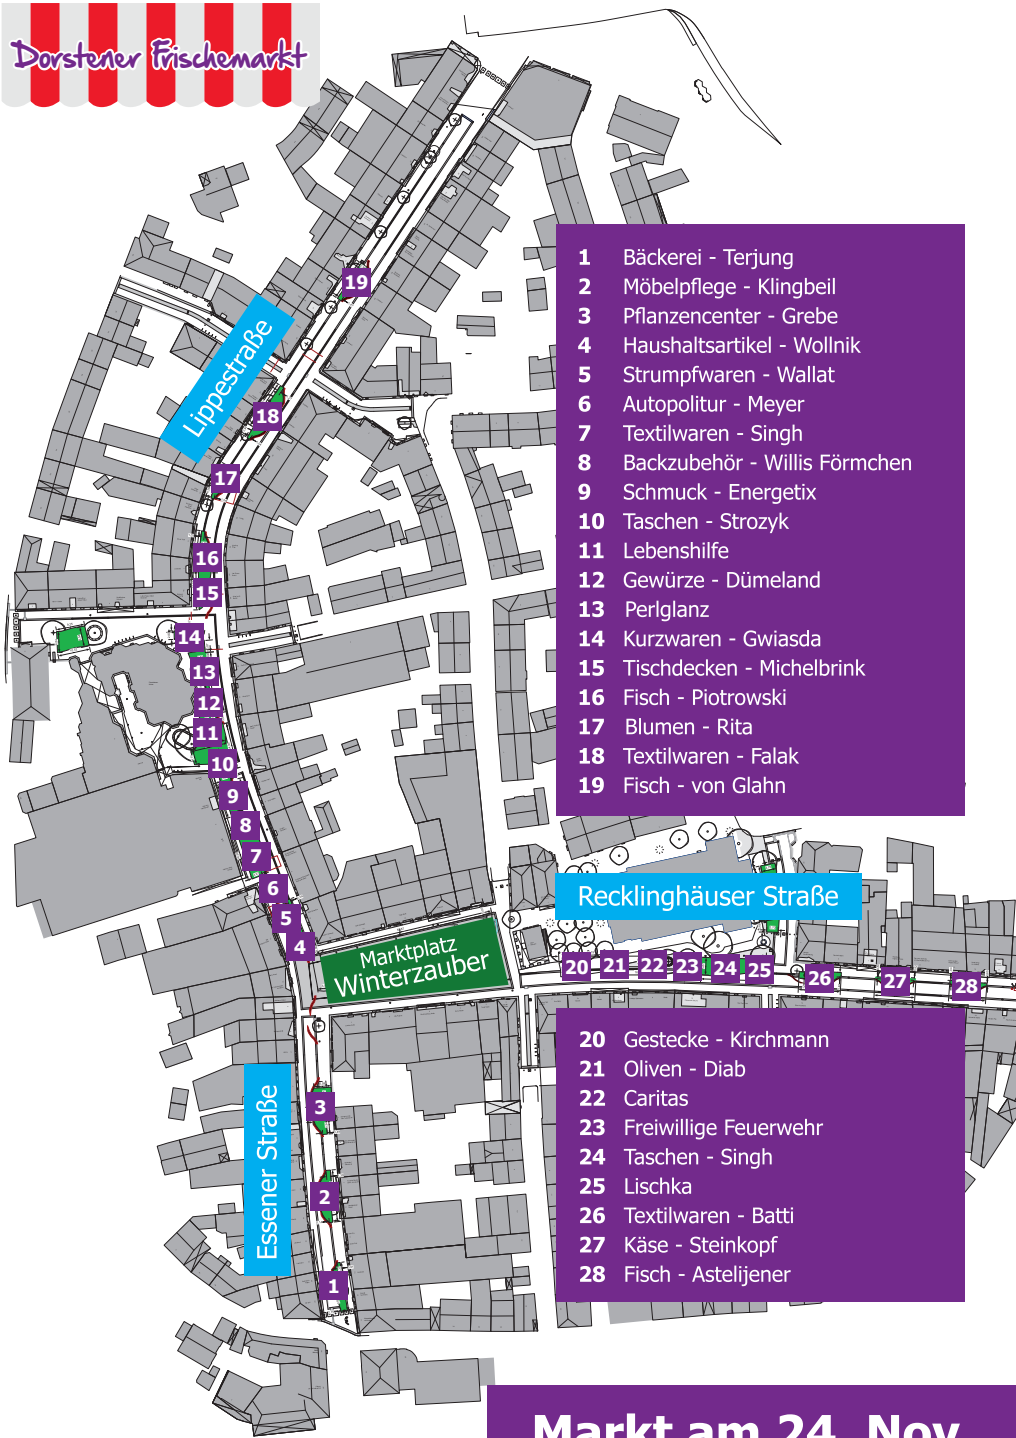 Dorstener Frischemarkt
1 Bäckerei - Terjung
2 Möbelpflege - Klingbeil
3 Pflanzencenter - Grebe
4 Haushaltsartikel - Wollnik
5 Strumpfwaren - Wallat
6 Autopolitur - Meyer
7 Textilwaren - Singh
8 Backzubehör - Willis Förmchen
9 Schmuck - Energetix
10 Taschen - Strozyk
11 Lebenshilfe
12 Gewürze - Dümeland
13 Perlglanz
14 Kurzwaren - Gwiasda
15 Tischdecken - Michelbrink
16 Fisch - Piotrowski
17 Blumen - Rita
18 Textilwaren - Falak
19 Fisch - von Glahn
19
Lippestraße
18
17
16
15
14
13
12
11
10
9
8
7
6
5
4
Recklinghäuser Straße
Marktplatz
Winterzauber
20 21 22 23 24 25 26 27 28
20 Gestecke - Kirchmann
21 Oliven - Diab
22 Caritas
23 Freiwillige Feuerwehr
24 Taschen - Singh
25 Lischka
26 Textilwaren - Batti
27 Käse - Steinkopf
28 Fisch - Astelijener
Essener Straße
3
2
1
Markt am 24. Nov